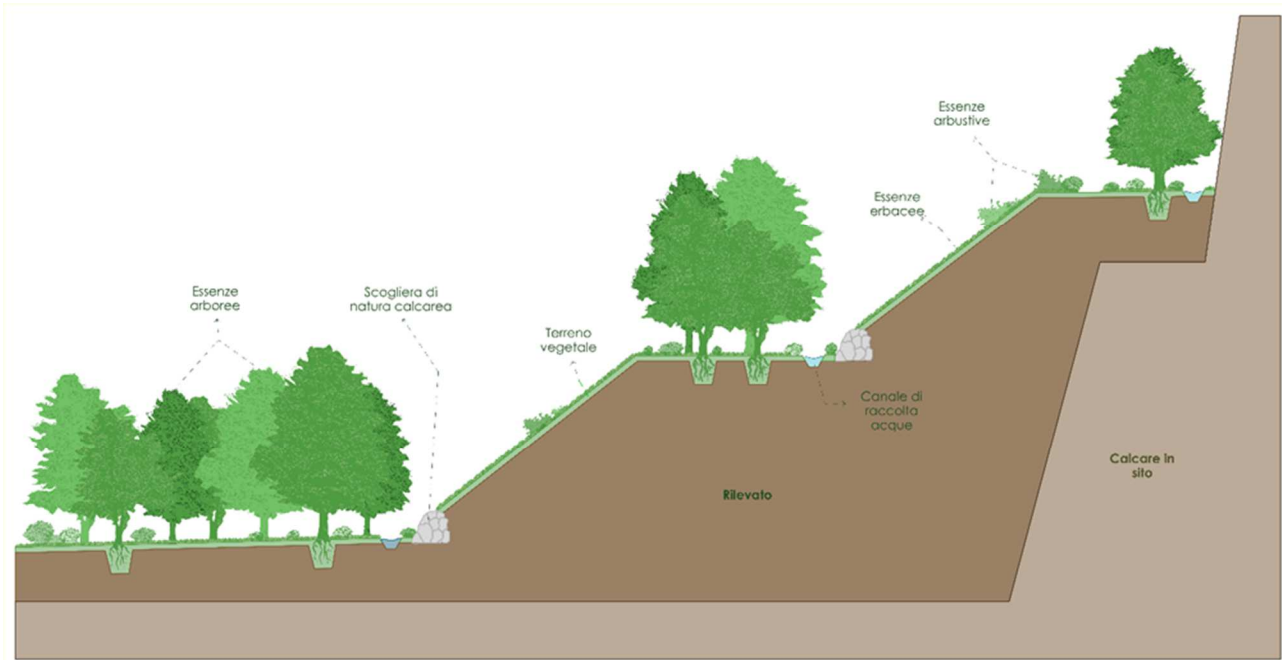 Essenze
arbustive
Essenze
erbacee
Essenze
arboree
Scogliera di
natura calcarea
Terreno
vegetale
Canale di
raccolta
acque
Calcare in
sito
Rilevato